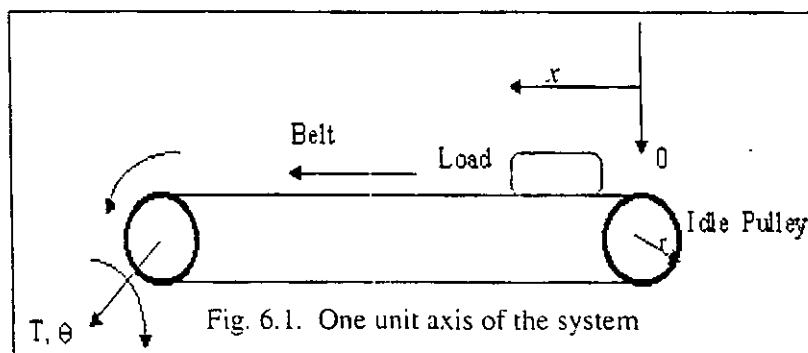 x
Belt
Load
0
Idle Pulley
r
T, θ
Fig. 6.1. One unit axis of the system